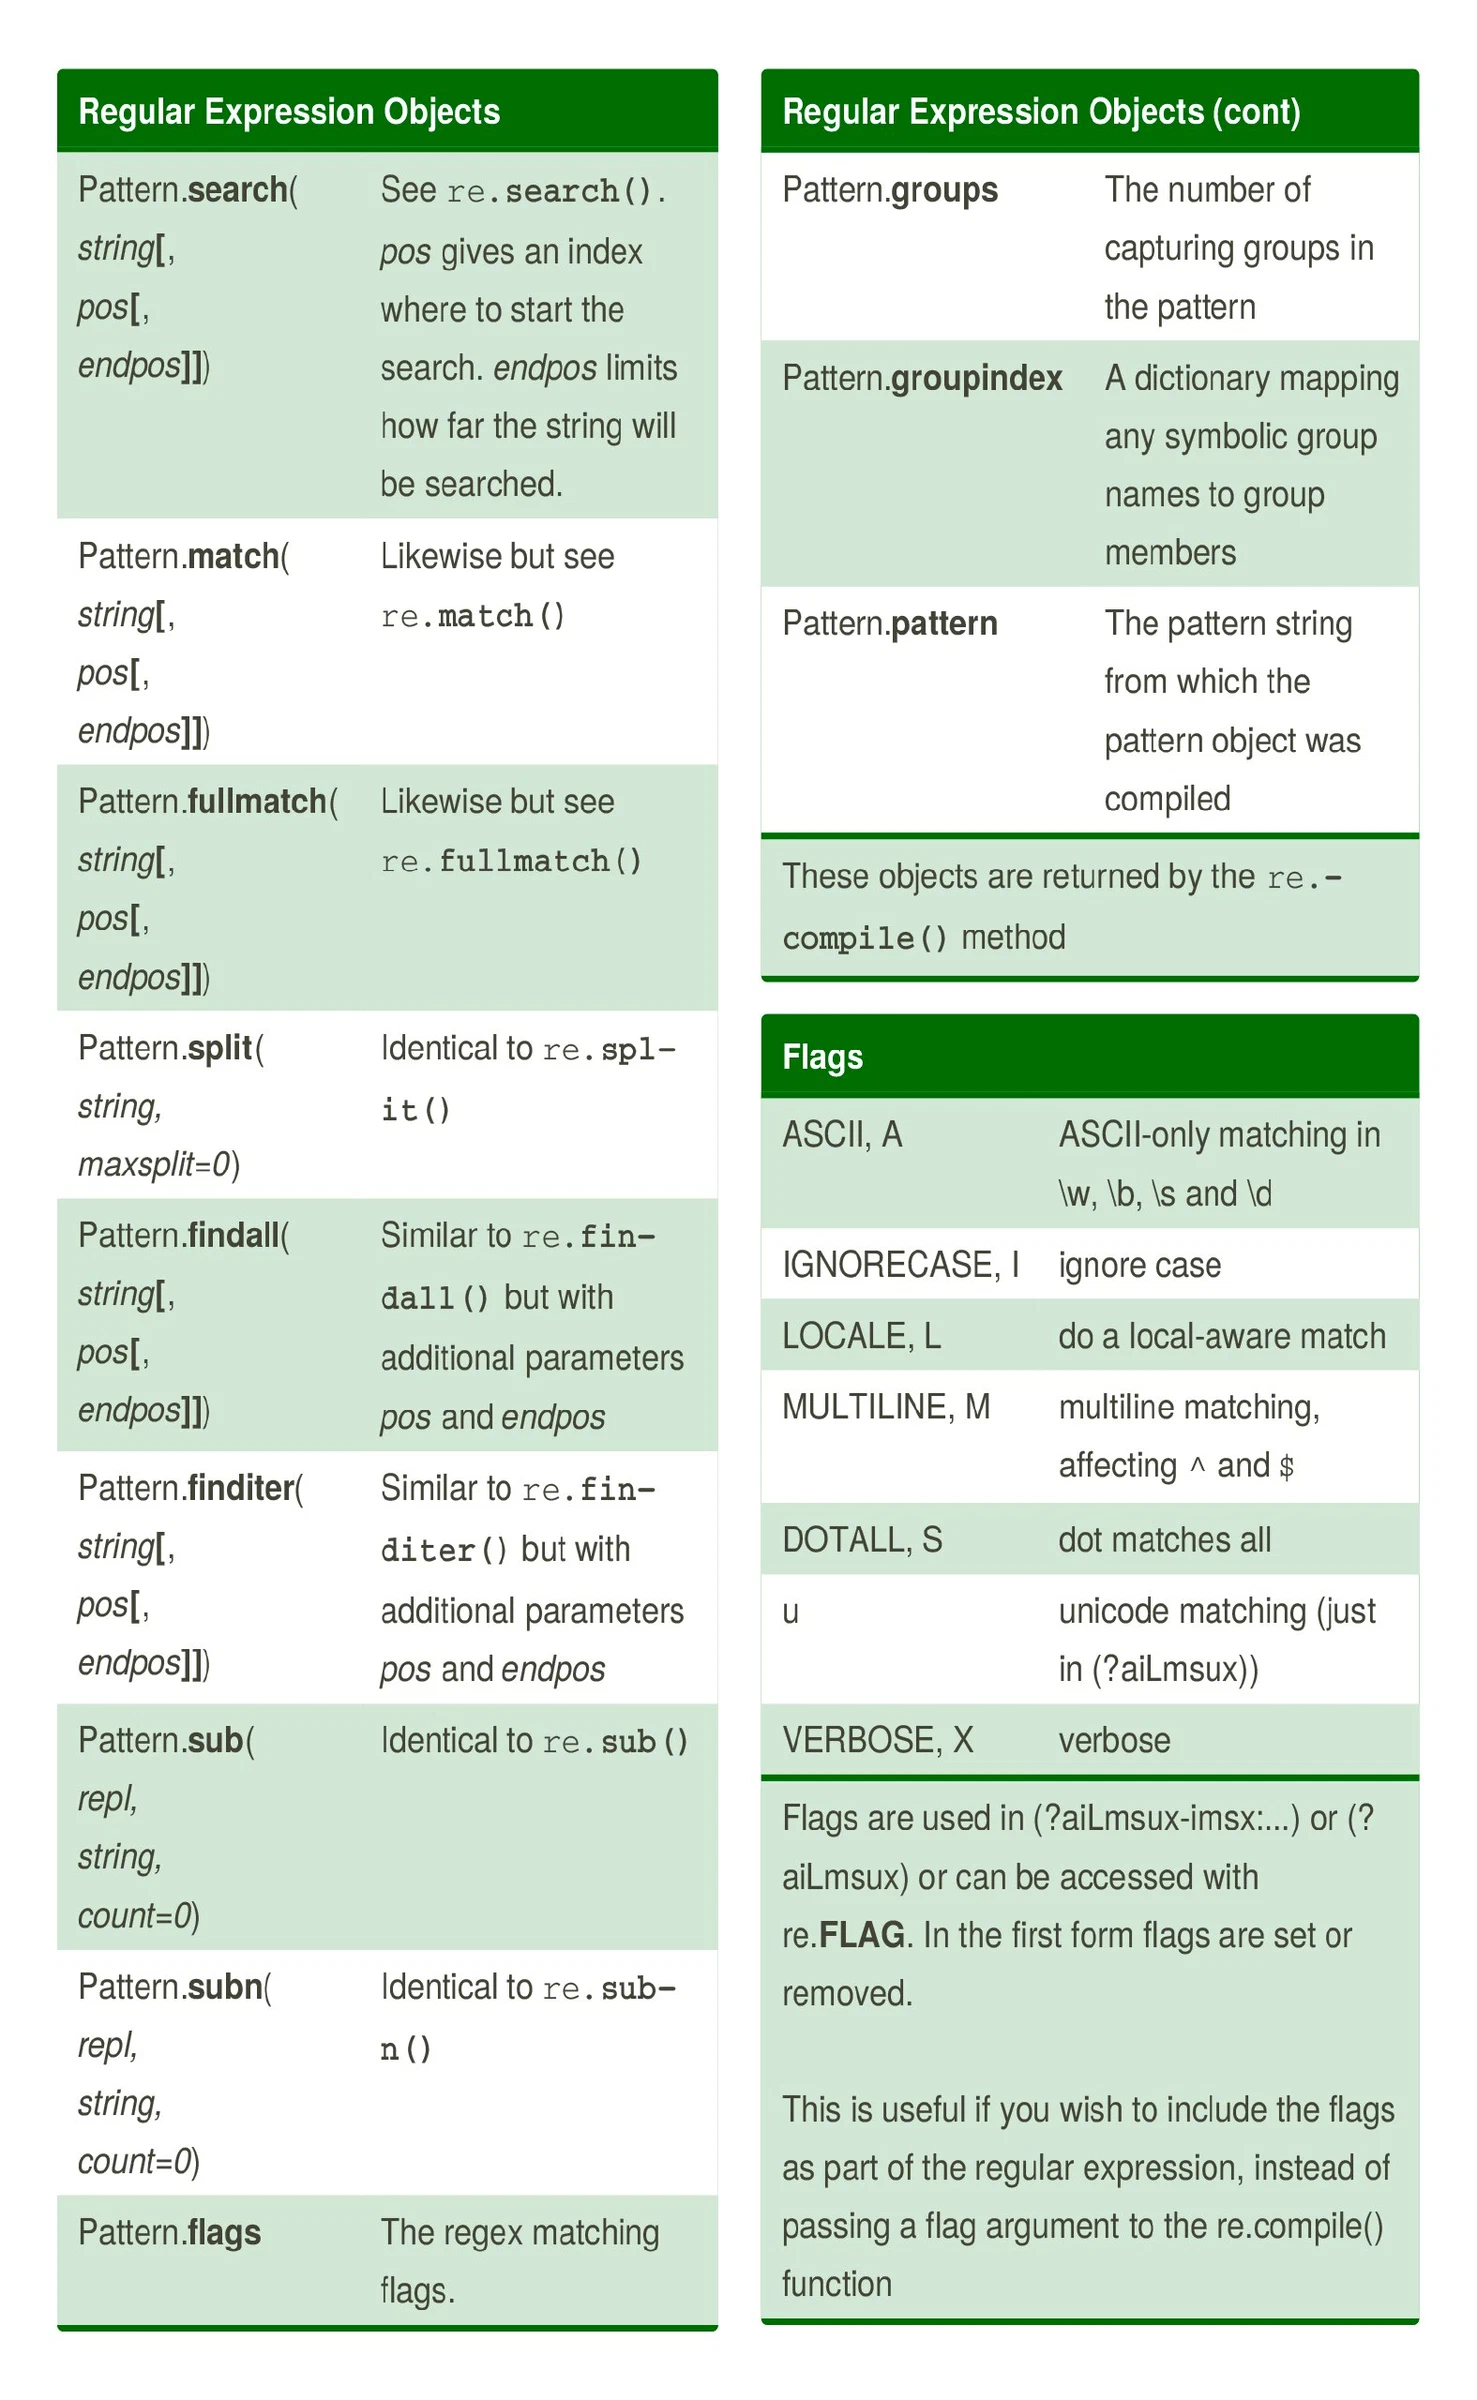 Regular Expression Objects
Pattern.search( See re.search().
string[, pos gives an index
pos[, where to start the
endpos]]) search. endpos limits
how far the string will
be searched.
Pattern.match( Likewise but see
string[, re.match()
pos[,
endpos]])
Pattern.fullmatch( Likewise but see
string[, re.fullmatch()
pos[,
endpos]])
Pattern.split( Identical to re.spl-
string, it()
maxsplit=0)
Pattern.findall( Similar to re.fin-
string[, dall() but with
pos[, additional parameters
endpos]]) pos and endpos
Pattern.finditer( Similar to re.fin-
string[, diter() but with
pos[, additional parameters
endpos]]) pos and endpos
Pattern.sub( Identical to re.sub()
repl,
string,
count=0)
Pattern.subn( Identical to re.sub-
repl, n()
string,
count=0)
Pattern.flags The regex matching
flags.
Regular Expression Objects (cont)
Pattern.groups The number of
capturing groups in
the pattern
Pattern.groupindex A dictionary mapping
any symbolic group
names to group
members
Pattern.pattern The pattern string
from which the
pattern object was
compiled
These objects are returned by the re.-
compile() method
Flags
ASCII, A ASCII-only matching in
\w, \b, \s and \d
IGNORECASE, I ignore case
LOCALE, L do a local-aware match
MULTILINE, M multiline matching,
affecting ^ and $
DOTALL, S dot matches all
u unicode matching (just
in (?aiLmsux))
VERBOSE, X verbose
Flags are used in (?aiLmsux-imsx:...) or (?
aiLmsux) or can be accessed with
re.FLAG. In the first form flags are set or
removed.
This is useful if you wish to include the flags
as part of the regular expression, instead of
passing a flag argument to the re.compile()
function